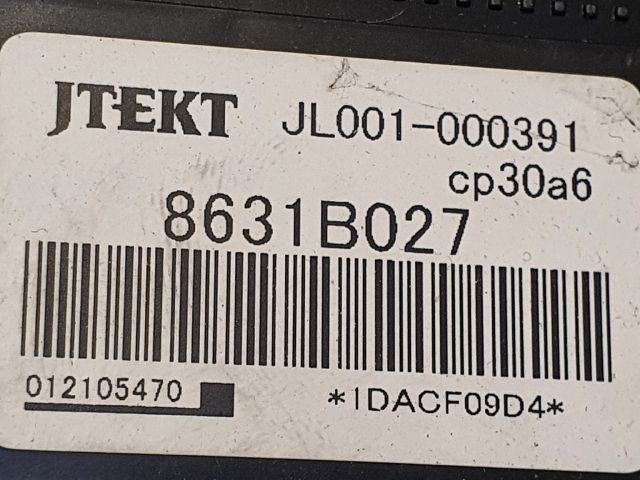 JTEKT JL001-000391
cp30a6
8631B027
012105470 *1DACF09D4*